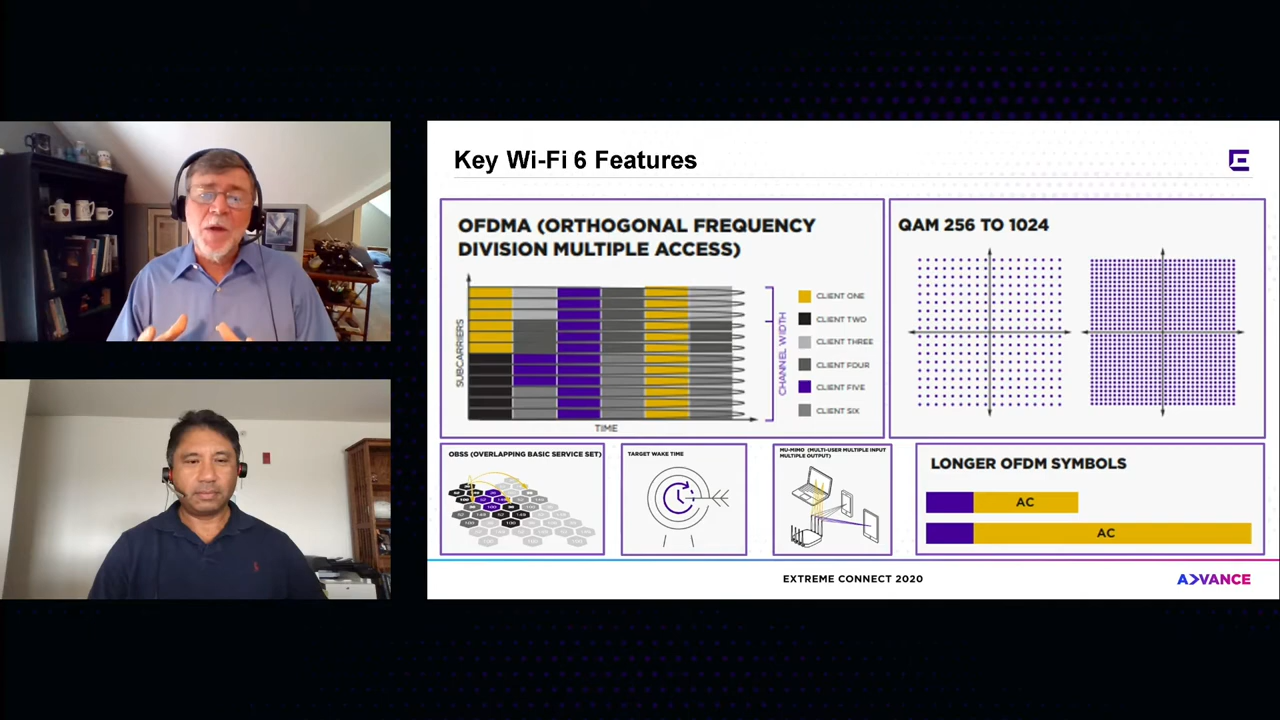 Key Wi-Fi 6 Features
OFDMA (ORTHOGONAL FREQUENCY
DIVISION MULTIPLE ACCESS)
SUBCARRIERS
TIME
CHANNEL WIDTH
CLIENT ONE
CLIENT TWO
CLIENT THREE
CLIENT FOUR
CLIENT FIVE
CLIENT SIX
QAM 256 TO 1024
OBSS (OVERLAPPING BASIC SERVICE SET)
TARGET WAKE TIME
MU-MIMO (MULTI-USER MULTIPLE INPUT
MULTIPLE OUTPUT)
LONGER OFDM SYMBOLS
AC
AC
EXTREME CONNECT 2020
ADVANCE